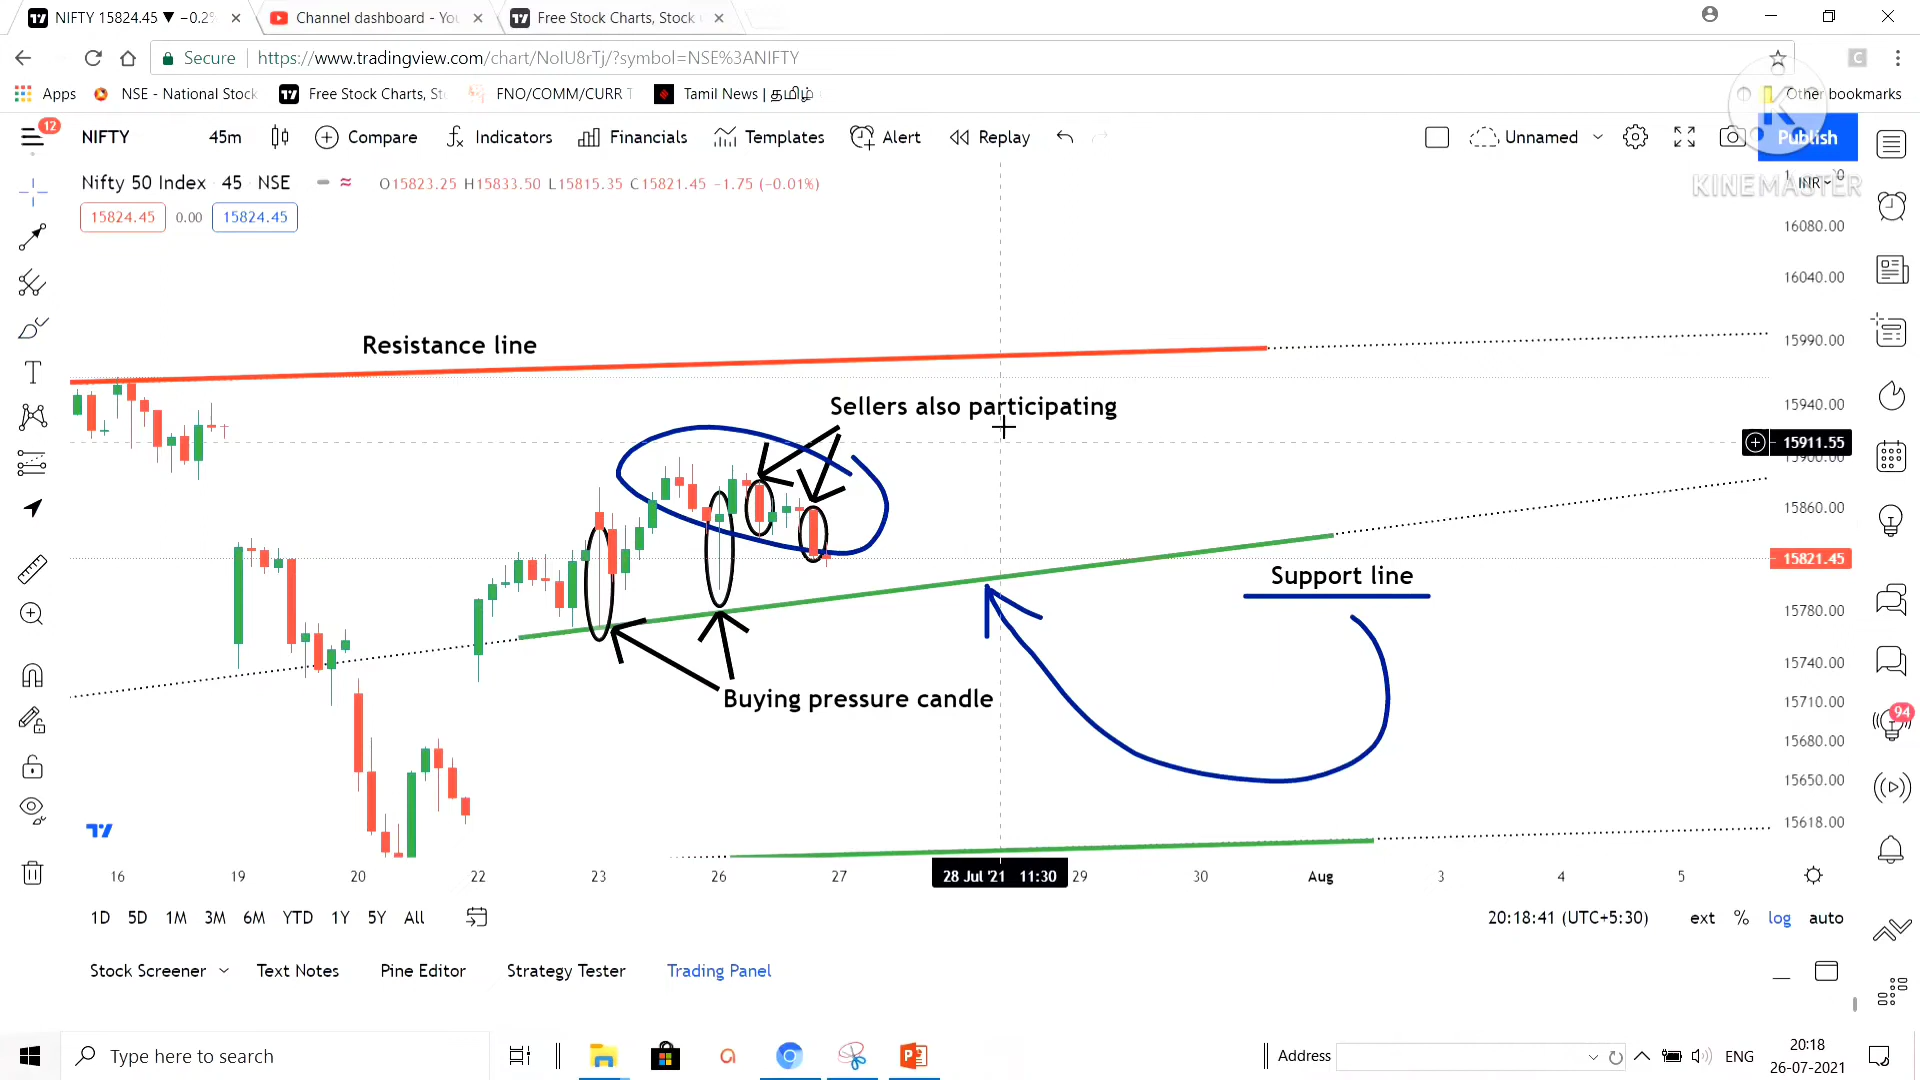 NIFTY 15824.45 ▼ −0.2%
Channel dashboard - You
Free Stock Charts, Stock
Secure https://www.tradingview.com/chart/NoIU8rTj/?symbol=NSE%3ANIFTY
Apps NSE - National Stock Free Stock Charts, St FNO/COMM/CURR T Tamil News | தமிழ் Other bookmarks
12 NIFTY 45m Compare Indicators Financials Templates Alert Replay Unnamed Publish
Nifty 50 Index 45 NSE O15823.25 H15833.50 L15815.35 C15821.45 −1.75 (−0.01%)
KINEMASTER
INR
15824.45 0.00 15824.45
16080.00
16040.00
Resistance line
15990.00
Sellers also participating
15940.00
15911.55
15900.00
15860.00
15821.45
Support line
15780.00
15740.00
Buying pressure candle
15710.00
94
15680.00
15650.00
15618.00
16 19 20 22 23 26 27 28 Jul '21 11:30 29 30 Aug 3 4 5
1D 5D 1M 3M 6M YTD 1Y 5Y All 20:18:41 (UTC+5:30) ext % log auto
Stock Screener Text Notes Pine Editor Strategy Tester Trading Panel
Type here to search Address ENG 20:18
26-07-2021